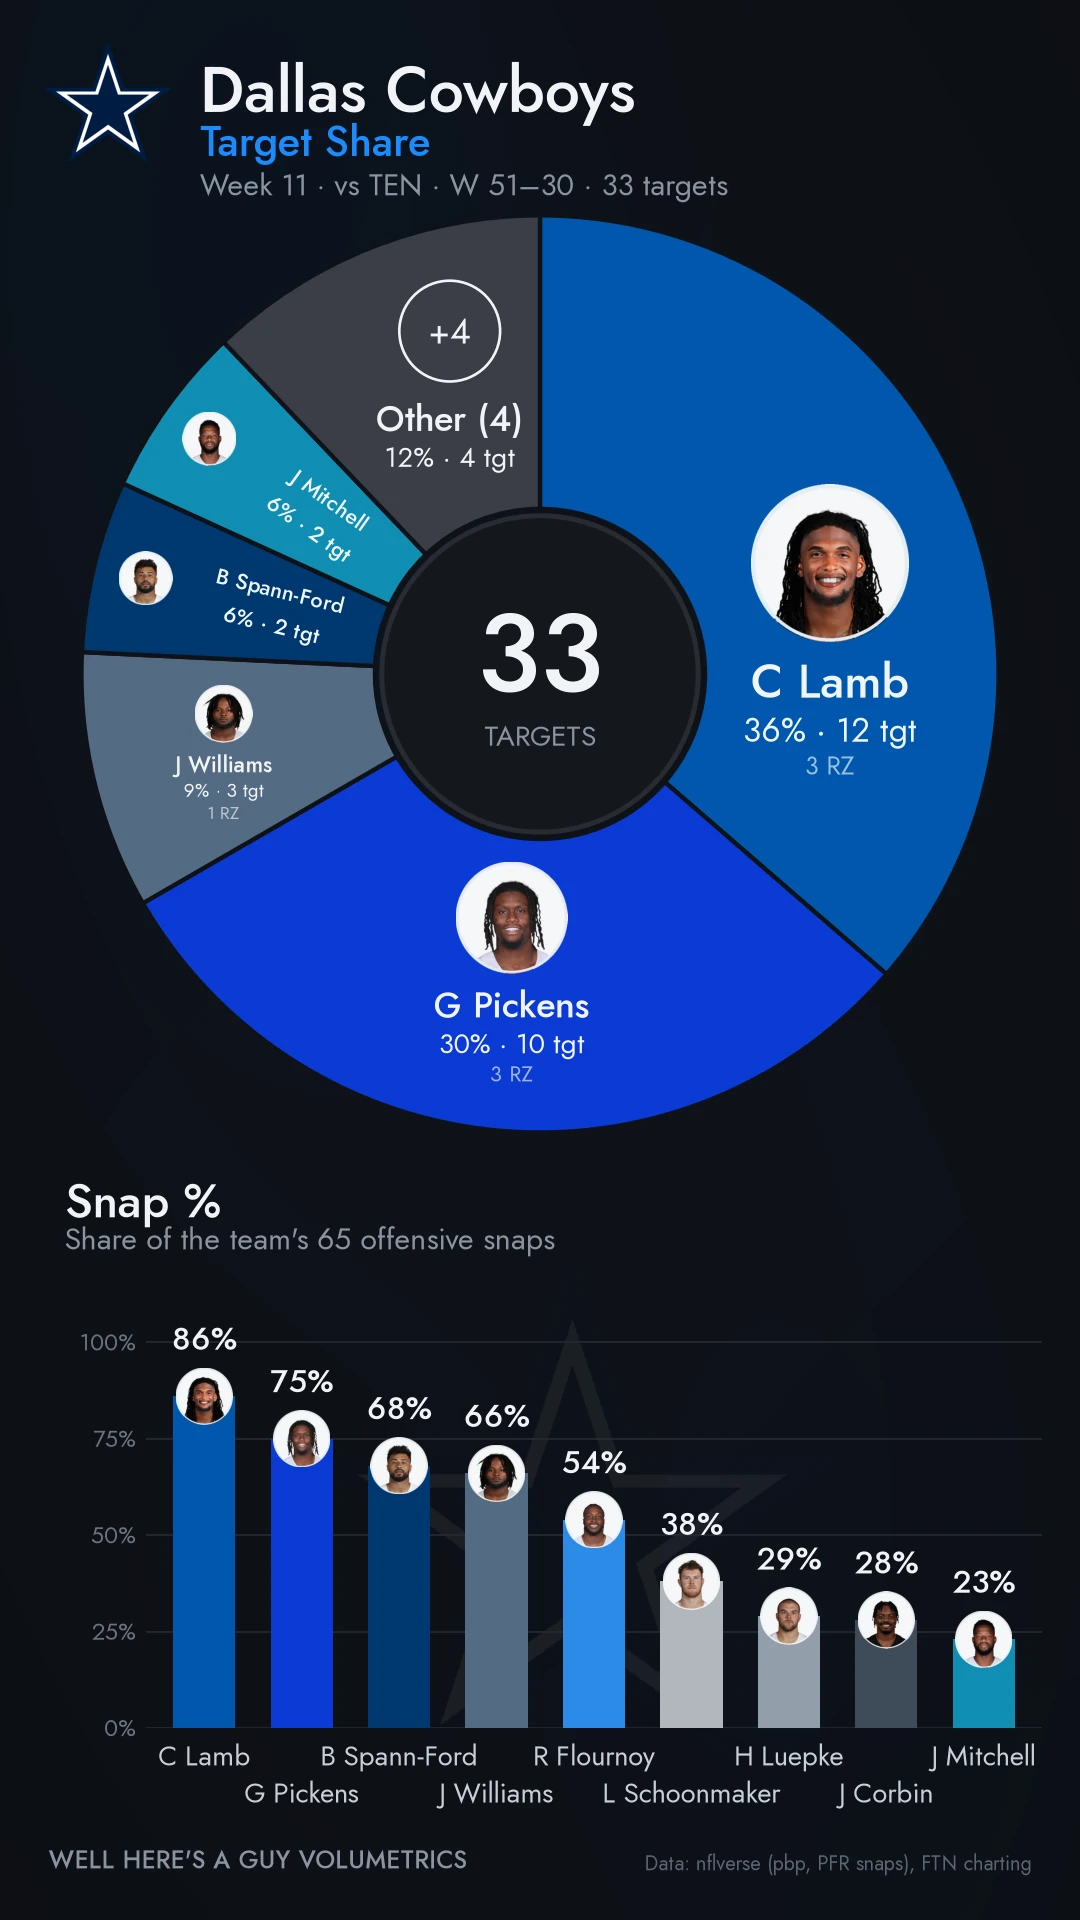 Dallas Cowboys
Target Share
Week 11 · vs TEN · W 51–30 · 33 targets
+4
Other (4)
12% · 4 tgt
J Mitchell
6% · 2 tgt
B Spann-Ford
6% · 2 tgt
J Williams
9% · 3 tgt
1 RZ
33
TARGETS
C Lamb
36% · 12 tgt
3 RZ
G Pickens
30% · 10 tgt
3 RZ
Snap %
Share of the team's 65 offensive snaps
100%
75%
50%
25%
0%
86%
75%
68%
66%
54%
38%
29%
28%
23%
C Lamb
G Pickens
B Spann-Ford
J Williams
R Flournoy
L Schoonmaker
H Luepke
J Corbin
J Mitchell
WELL HERE'S A GUY VOLUMETRICS
Data: nflverse (pbp, PFR snaps), FTN charting